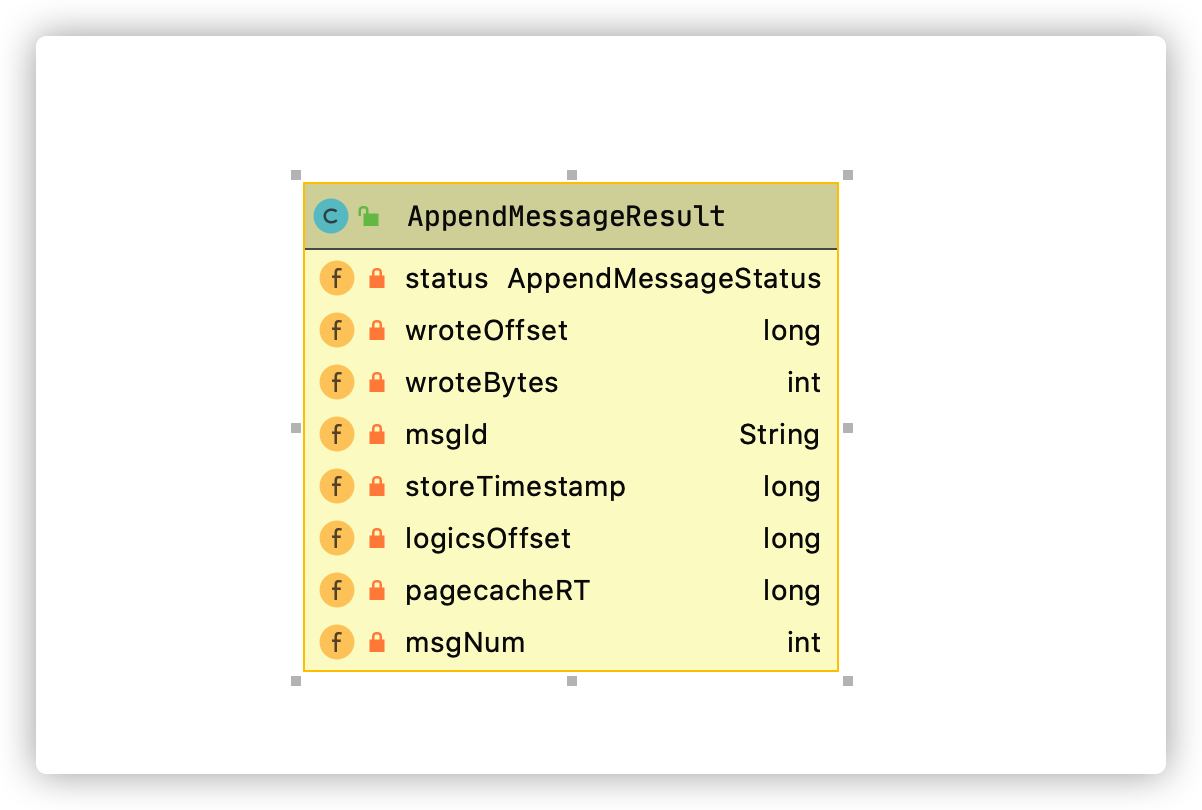 C AppendMessageResult
f status AppendMessageStatus
f wroteOffset long
f wroteBytes int
f msgId String
f storeTimestamp long
f logicsOffset long
f pagecacheRT long
f msgNum int